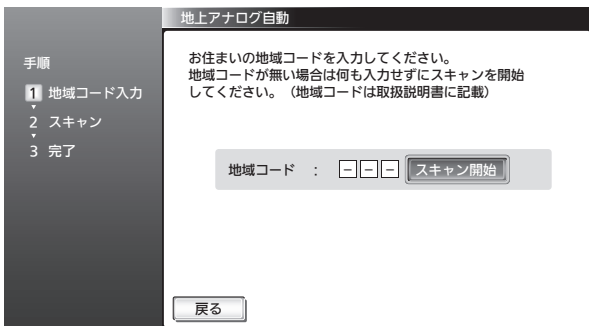 地上アナログ自動
手順
1 地域コード入力
2 スキャン
3 完了
お住まいの地域コードを入力してください。
地域コードが無い場合は何も入力せずにスキャンを開始
してください。（地域コードは取扱説明書に記載）
地域コード ： − − − スキャン開始
戻る